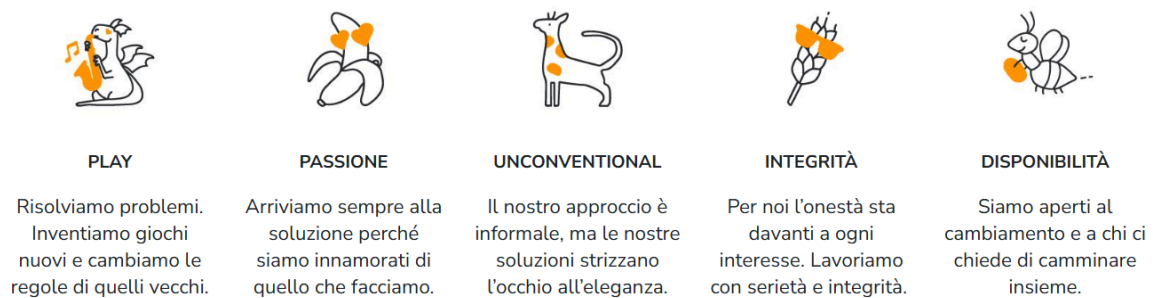 PLAY
Risolviamo problemi.
Inventiamo giochi
nuovi e cambiamo le
regole di quelli vecchi.
PASSIONE
Arriviamo sempre alla
soluzione perché
siamo innamorati di
quello che facciamo.
UNCONVENTIONAL
Il nostro approccio è
informale, ma le nostre
soluzioni strizzano
l’occhio all’eleganza.
INTEGRITÀ
Per noi l’onestà sta
davanti a ogni
interesse. Lavoriamo
con serietà e integrità.
DISPONIBILITÀ
Siamo aperti al
cambiamento e a chi ci
chiede di camminare
insieme.